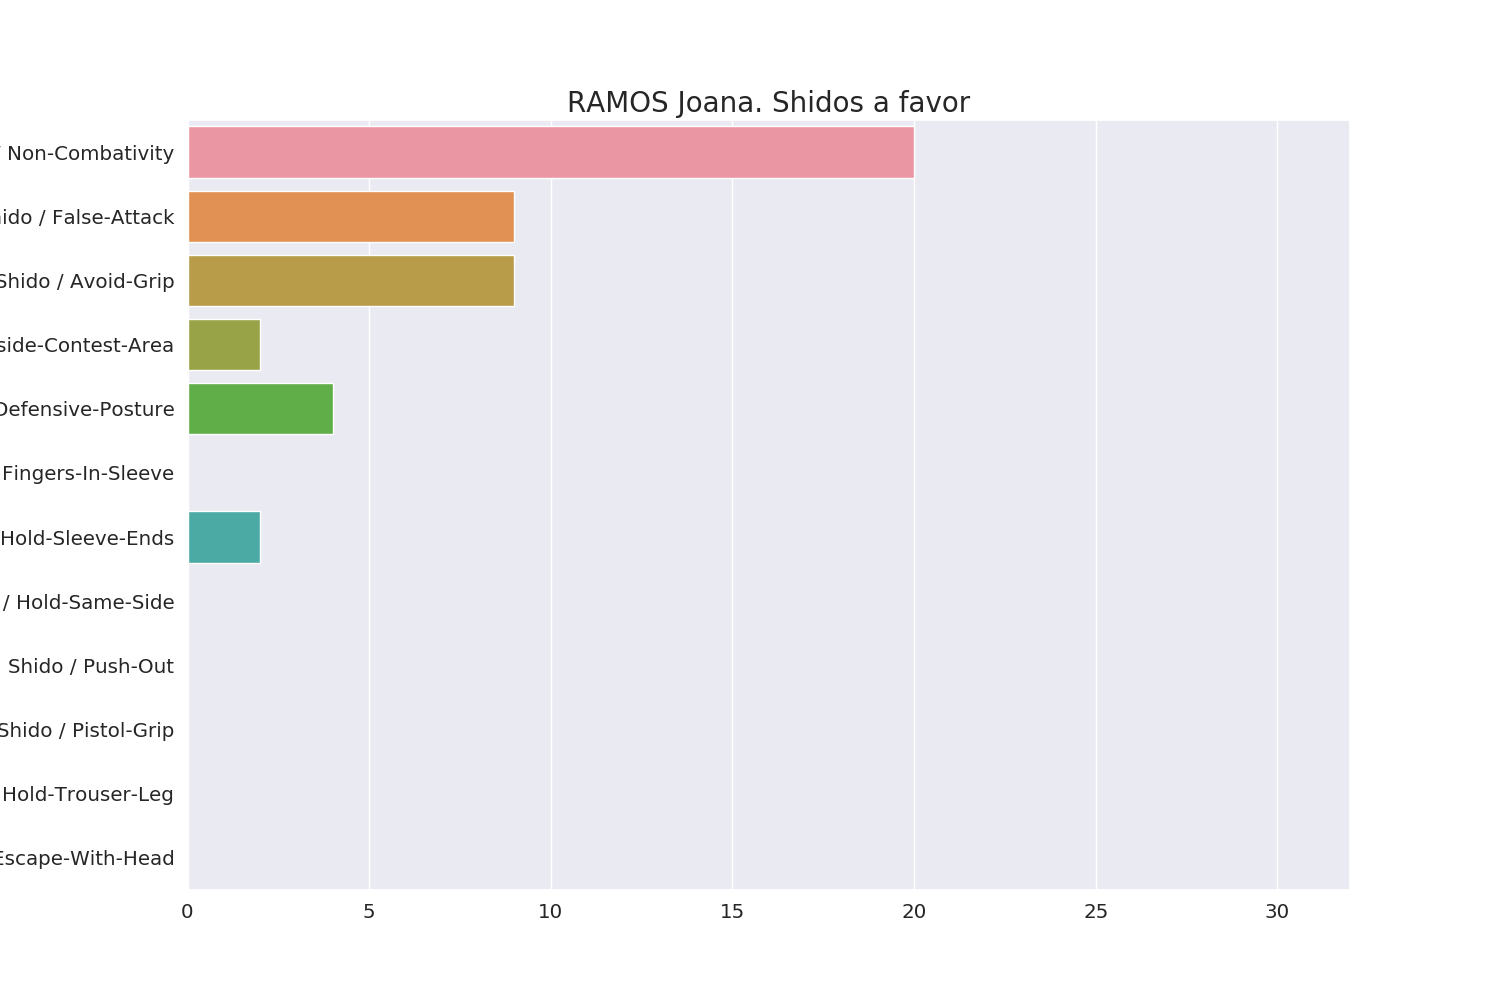 RAMOS Joana. Shidos a favor
/ Non-Combativity
/ False-Attack
Shido / Avoid-Grip
side-Contest-Area
Defensive-Posture
Fingers-In-Sleeve
Hold-Sleeve-Ends
/ Hold-Same-Side
Shido / Push-Out
Shido / Pistol-Grip
Hold-Trouser-Leg
Escape-With-Head
0 5 10 15 20 25 30